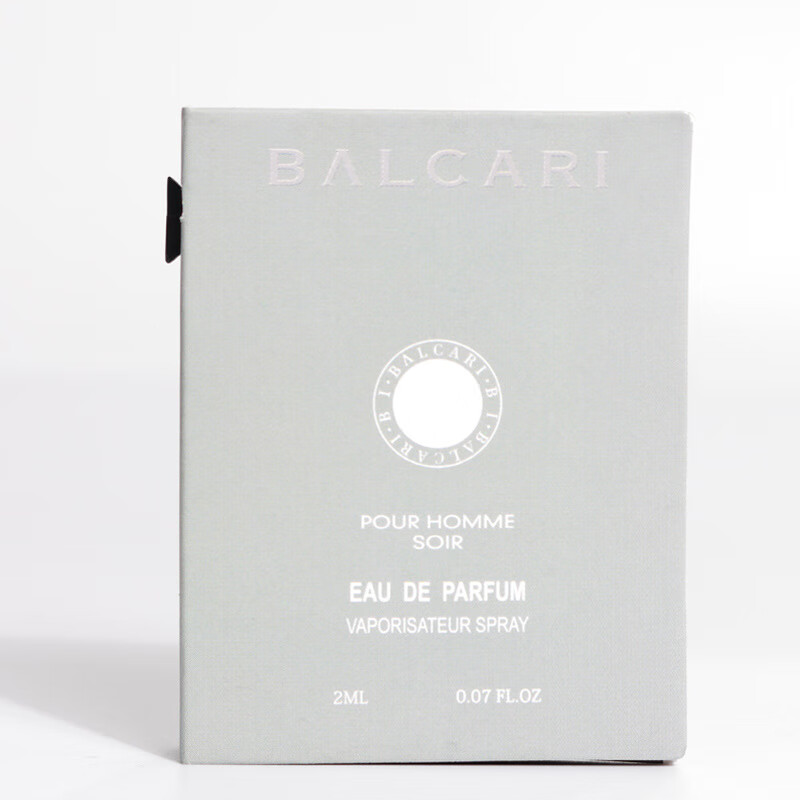 BALCARI
BALCARI · B I · BALCARI · B I ·
POUR HOMME
SOIR
EAU DE PARFUM
VAPORISATEUR SPRAY
2ML 0.07 FL.OZ